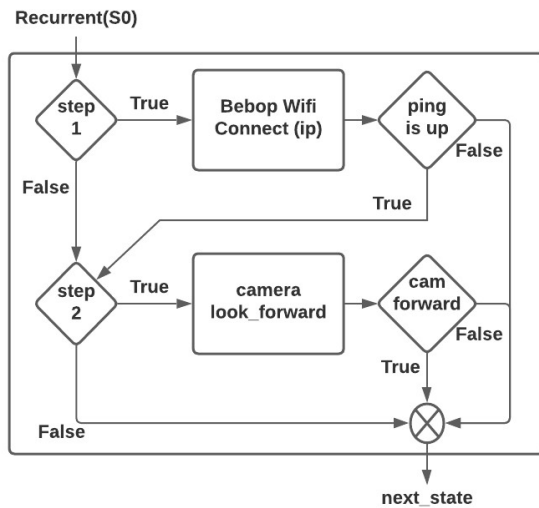 Recurrent(S0)
step
1
True
Bebop Wifi
Connect (ip)
ping
is up
False
False
True
step
2
True
camera
look_forward
cam
forward
False
True
False
next_state